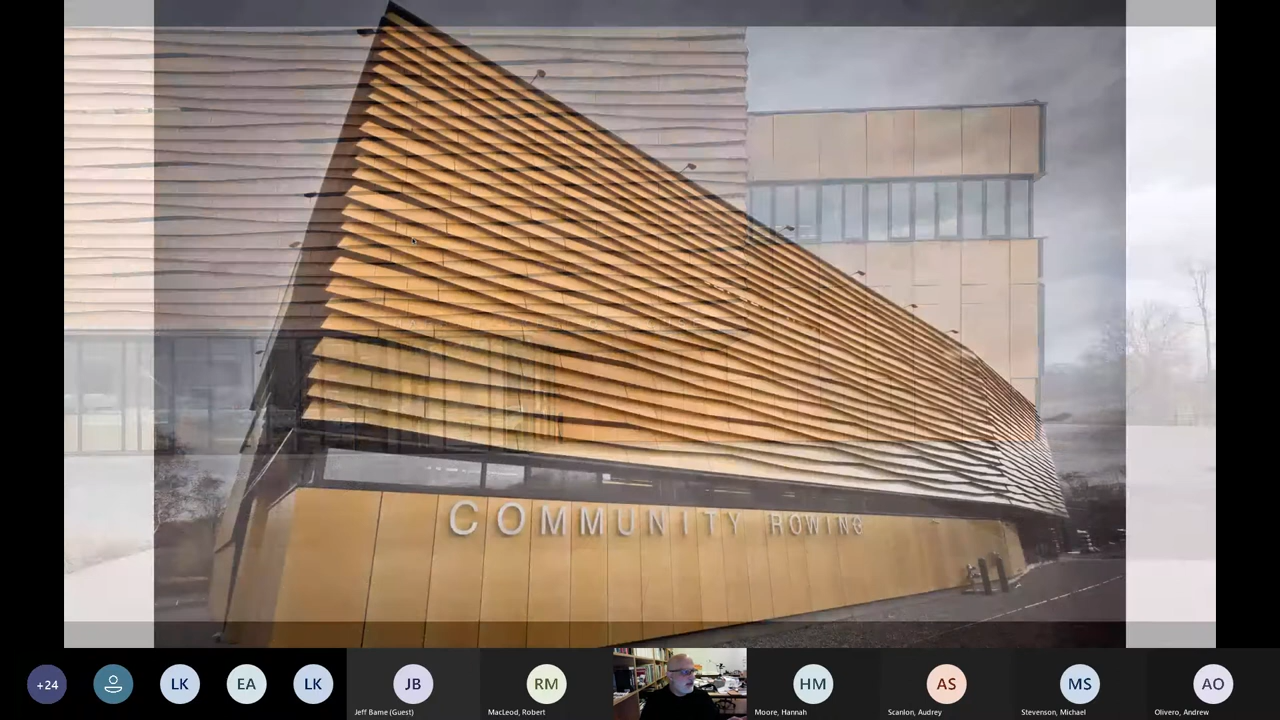 COMMUNITY ROWING
+24
LK
EA
LK
JB
RM
HM
AS
MS
AO
Jeff Bame (Guest)
MacLeod, Robert
Moore, Hannah
Scanlon, Audrey
Stevenson, Michael
Olivero, Andrew